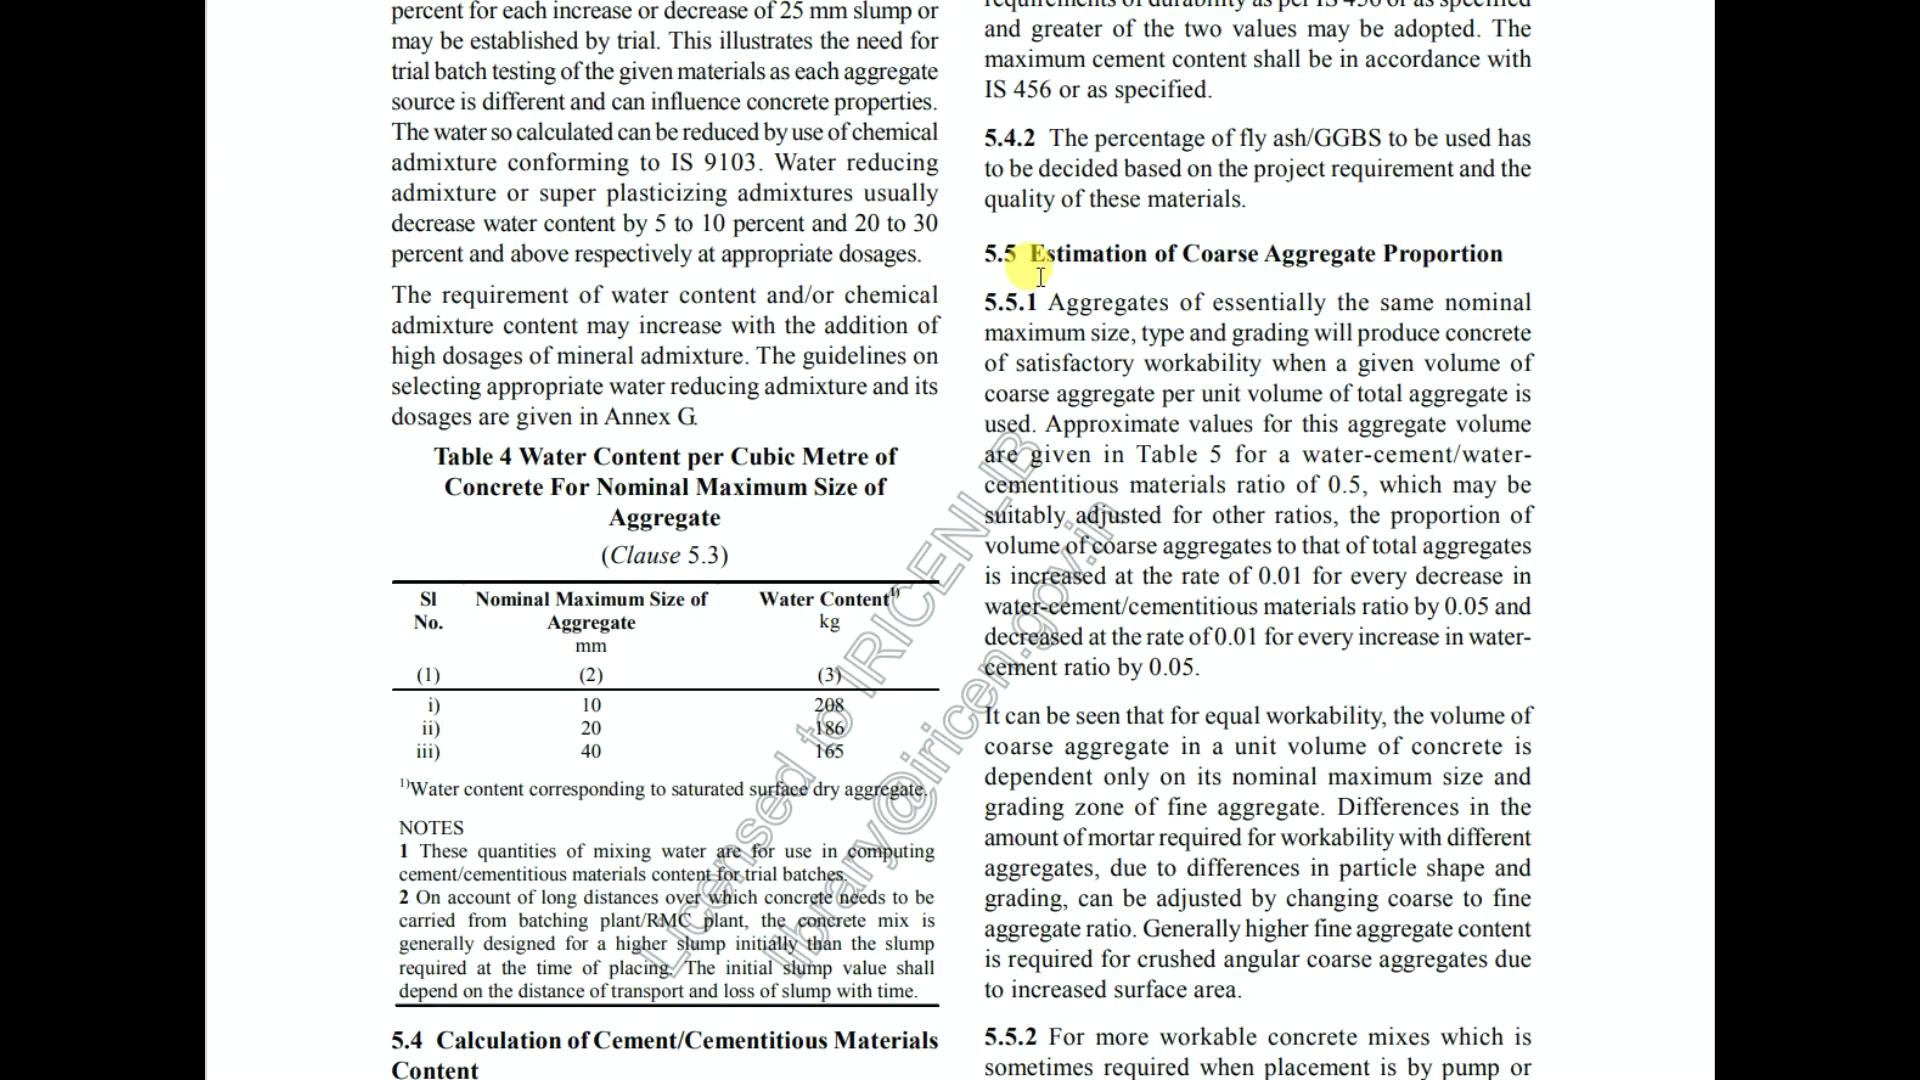 percent for each increase or decrease of 25 mm slump or
may be established by trial. This illustrates the need for
trial batch testing of the given materials as each aggregate
source is different and can influence concrete properties.
The water so calculated can be reduced by use of chemical
admixture conforming to IS 9103. Water reducing
admixture or super plasticizing admixtures usually
decrease water content by 5 to 10 percent and 20 to 30
percent and above respectively at appropriate dosages.
The requirement of water content and/or chemical
admixture content may increase with the addition of
high dosages of mineral admixture. The guidelines on
selecting appropriate water reducing admixture and its
dosages are given in Annex G.
Table 4 Water Content per Cubic Metre of
Concrete For Nominal Maximum Size of
Aggregate
(Clause 5.3)
Sl Nominal Maximum Size of Water Content¹⁾
No. Aggregate kg
mm
(1) (2) (3)
i) 10 208
ii) 20 186
iii) 40 165
¹⁾Water content corresponding to saturated surface dry aggregate.
NOTES
1 These quantities of mixing water are for use in computing
cement/cementitious materials content for trial batches.
2 On account of long distances over which concrete needs to be
carried from batching plant/RMC plant, the concrete mix is
generally designed for a higher slump initially than the slump
required at the time of placing. The initial slump value shall
depend on the distance of transport and loss of slump with time.
5.4 Calculation of Cement/Cementitious Materials
Content
requirements of durability as per IS 456 or as specified
and greater of the two values may be adopted. The
maximum cement content shall be in accordance with
IS 456 or as specified.
5.4.2 The percentage of fly ash/GGBS to be used has
to be decided based on the project requirement and the
quality of these materials.
5.5 Estimation of Coarse Aggregate Proportion
5.5.1 Aggregates of essentially the same nominal
maximum size, type and grading will produce concrete
of satisfactory workability when a given volume of
coarse aggregate per unit volume of total aggregate is
used. Approximate values for this aggregate volume
are given in Table 5 for a water-cement/water-
cementitious materials ratio of 0.5, which may be
suitably adjusted for other ratios, the proportion of
volume of coarse aggregates to that of total aggregates
is increased at the rate of 0.01 for every decrease in
water-cement/cementitious materials ratio by 0.05 and
decreased at the rate of 0.01 for every increase in water-
cement ratio by 0.05.
It can be seen that for equal workability, the volume of
coarse aggregate in a unit volume of concrete is
dependent only on its nominal maximum size and
grading zone of fine aggregate. Differences in the
amount of mortar required for workability with different
aggregates, due to differences in particle shape and
grading, can be adjusted by changing coarse to fine
aggregate ratio. Generally higher fine aggregate content
is required for crushed angular coarse aggregates due
to increased surface area.
5.5.2 For more workable concrete mixes which is
sometimes required when placement is by pump or
Licensed to IRICENLIB
library@iricen.gov.in